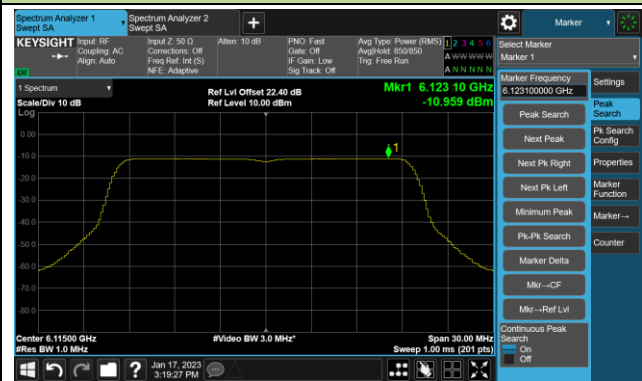 Spectrum Analyzer 1
Swept SA
Spectrum Analyzer 2
Swept SA
+
Marker
KEYSIGHT
Input: RF
Coupling: AC
Align: Auto
Input Z: 50 Ω
Corrections: Off
Freq Ref: Int (S)
NFE: Adaptive
Atten: 10 dB
PNO: Fast
Gate: Off
IF Gain: Low
Sig Track: Off
Avg Type: Power (RMS)
Avg|Hold: 850/850
Trig: Free Run
1 2 3 4 5 6
A W W W W W
A N N N N N
Select Marker
Marker 1
LXI
1 Spectrum
Scale/Div 10 dB
Log
Ref Lvl Offset 22.40 dB
Ref Level 10.00 dBm
Mkr1 6.123 10 GHz
-10.959 dBm
0.00
-10.0
-20.0
-30.0
-40.0
-50.0
-60.0
-70.0
-80.0
1
Center 6.11500 GHz
#Res BW 1.0 MHz
#Video BW 3.0 MHz*
Span 30.00 MHz
Sweep 1.00 ms (201 pts)
Marker Frequency
6.123100000 GHz
Peak Search
Next Peak
Next Pk Right
Next Pk Left
Minimum Peak
Pk-Pk Search
Marker Delta
Mkr→CF
Mkr→Ref Lvl
Continuous Peak
Search
On
Off
Settings
Peak
Search
Pk Search
Config
Properties
Marker
Function
Marker→
Counter
?
Jan 17, 2023
3:19:27 PM